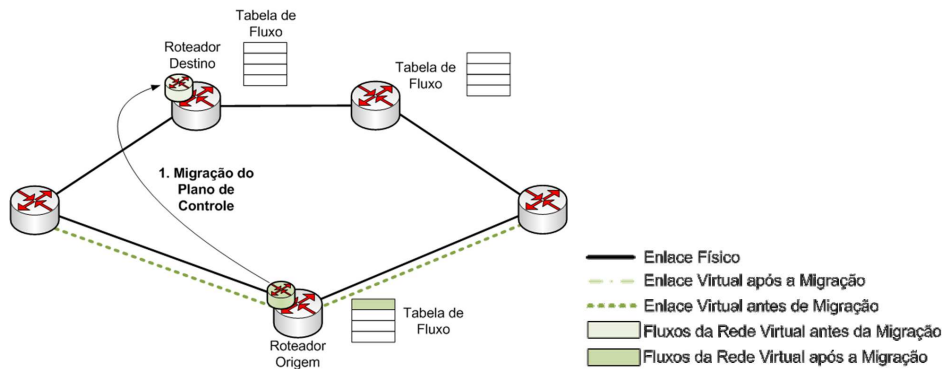 Tabela de
Fluxo
Roteador
Destino
Tabela de
Fluxo
1. Migração do
Plano de
Controle
Tabela de
Fluxo
Roteador
Origem
Enlace Físico
Enlace Virtual após a Migração
Enlace Virtual antes de Migração
Fluxos da Rede Virtual antes da Migração
Fluxos da Rede Virtual após a Migração